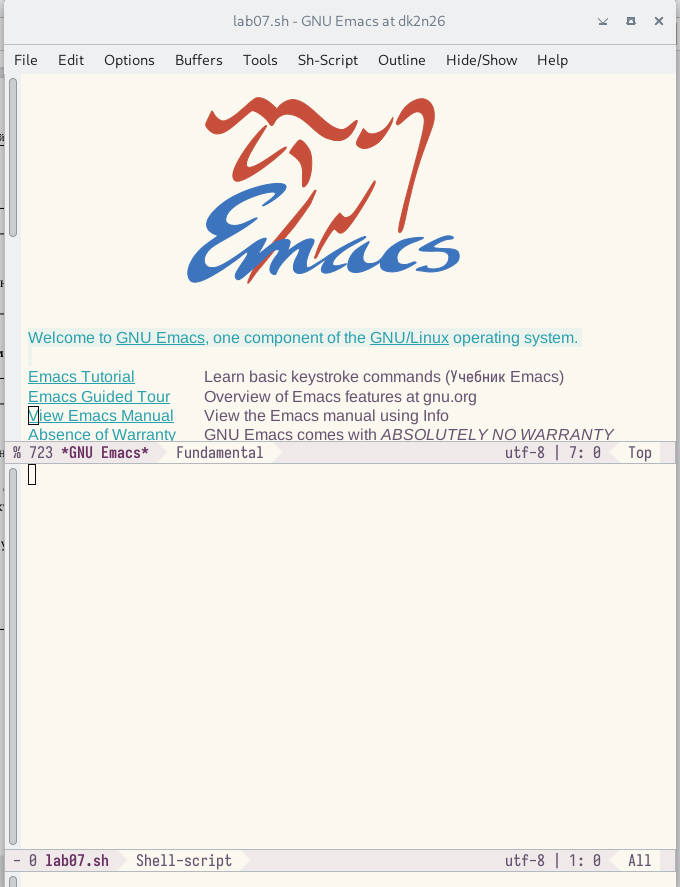 lab07.sh - GNU Emacs at dk2n26
File Edit Options Buffers Tools Sh-Script Outline Hide/Show Help
Emacs
Welcome to GNU Emacs, one component of the GNU/Linux operating system.
Emacs Tutorial Learn basic keystroke commands (Учебник Emacs)
Emacs Guided Tour Overview of Emacs features at gnu.org
View Emacs Manual View the Emacs manual using Info
Absence of Warranty GNU Emacs comes with ABSOLUTELY NO WARRANTY
% 723 *GNU Emacs* Fundamental utf-8 | 7: 0 Top
- 0 lab07.sh Shell-script utf-8 | 1: 0 All